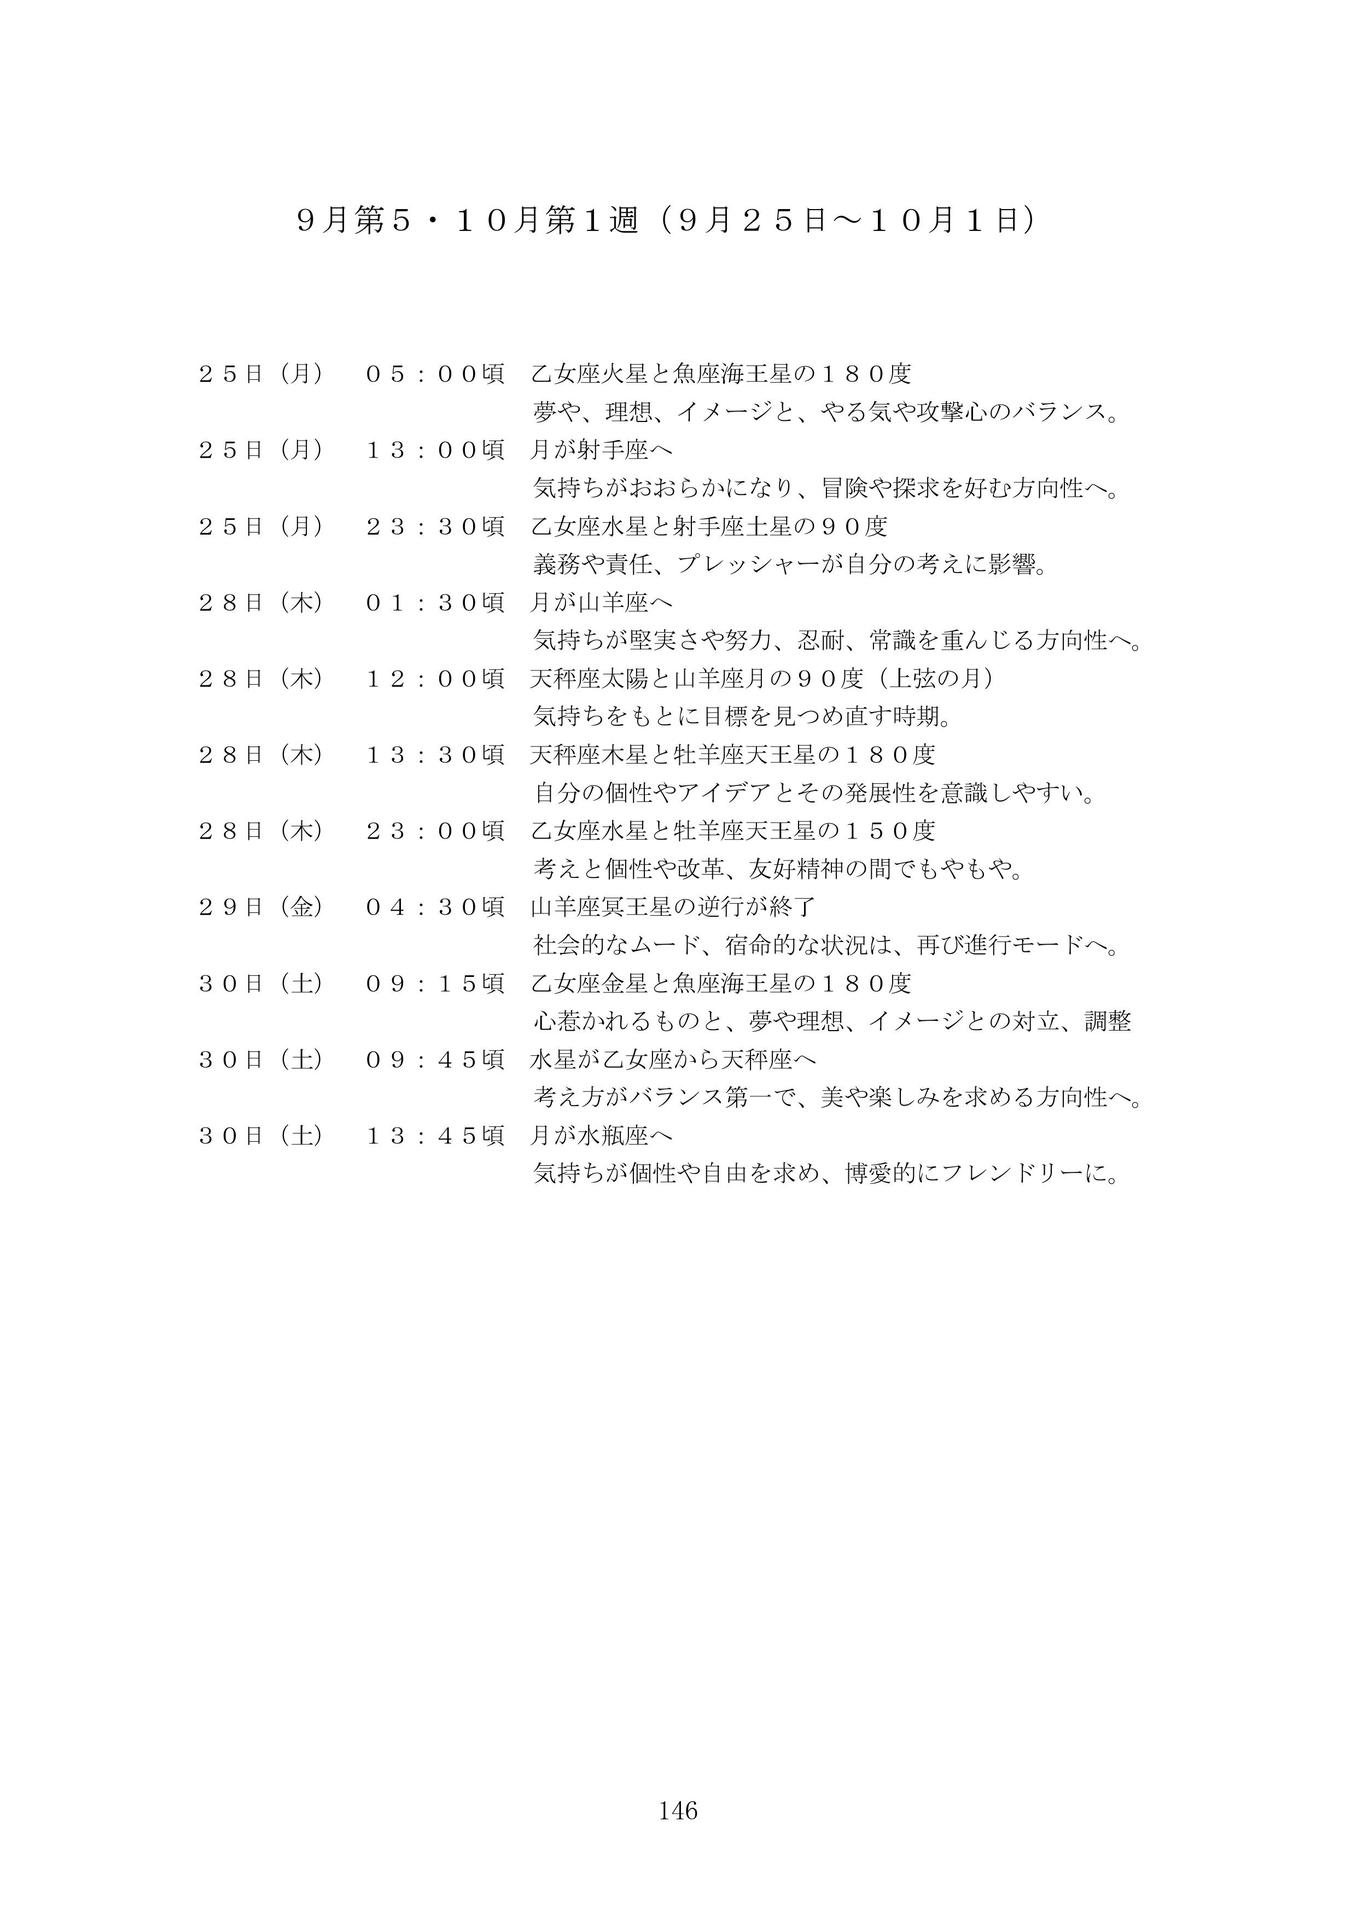 ９月第５・１０月第１週（９月２５日～１０月１日）
２５日（月）　０５：００頃　乙女座火星と魚座海王星の１８０度
夢や、理想、イメージと、やる気や攻撃心のバランス。
２５日（月）　１３：００頃　月が射手座へ
気持ちがおおらかになり、冒険や探求を好む方向性へ。
２５日（月）　２３：３０頃　乙女座水星と射手座土星の９０度
義務や責任、プレッシャーが自分の考えに影響。
２８日（木）　０１：３０頃　月が山羊座へ
気持ちが堅実さや努力、忍耐、常識を重んじる方向性へ。
２８日（木）　１２：００頃　天秤座太陽と山羊座月の９０度（上弦の月）
気持ちをもとに目標を見つめ直す時期。
２８日（木）　１３：３０頃　天秤座木星と牡羊座天王星の１８０度
自分の個性やアイデアとその発展性を意識しやすい。
２８日（木）　２３：００頃　乙女座水星と牡羊座天王星の１５０度
考えと個性や改革、友好精神の間でもやもや。
２９日（金）　０４：３０頃　山羊座冥王星の逆行が終了
社会的なムード、宿命的な状況は、再び進行モードへ。
３０日（土）　０９：１５頃　乙女座金星と魚座海王星の１８０度
心惹かれるものと、夢や理想、イメージとの対立、調整
３０日（土）　０９：４５頃　水星が乙女座から天秤座へ
考え方がバランス第一で、美や楽しみを求める方向性へ。
３０日（土）　１３：４５頃　月が水瓶座へ
気持ちが個性や自由を求め、博愛的にフレンドリーに。
146